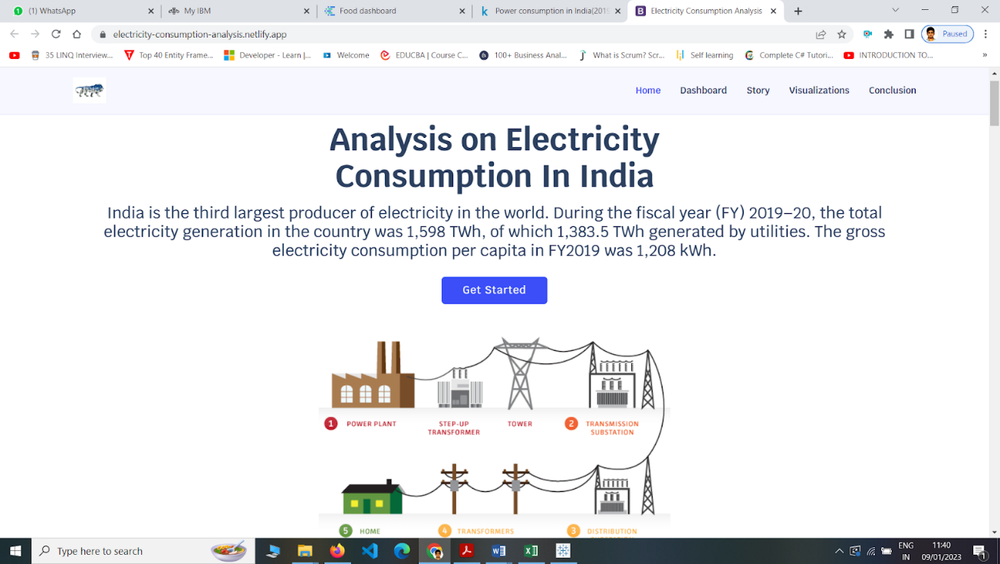 (1) WhatsApp
My IBM
Food dashboard
Power consumption in India(2019
Electricity Consumption Analysis
electricity-consumption-analysis.netlify.app
Paused
35 LINQ Interview...
Top 40 Entity Frame...
Developer - Learn |...
Welcome
EDUCBA | Course C...
100+ Business Anal...
What is Scrum? Scr...
Self learning
Complete C# Tutori...
INTRODUCTION TO...
»
Home
Dashboard
Story
Visualizations
Conclusion
Analysis on Electricity
Consumption In India
India is the third largest producer of electricity in the world. During the fiscal year (FY) 2019–20, the total
electricity generation in the country was 1,598 TWh, of which 1,383.5 TWh generated by utilities. The gross
electricity consumption per capita in FY2019 was 1,208 kWh.
Get Started
1 POWER PLANT
STEP-UP
TRANSFORMER
TOWER
2 TRANSMISSION
SUBSTATION
5 HOME
4 TRANSFORMERS
3 DISTRIBUTION
Type here to search
ENG
IN
11:40
09/01/2023
1